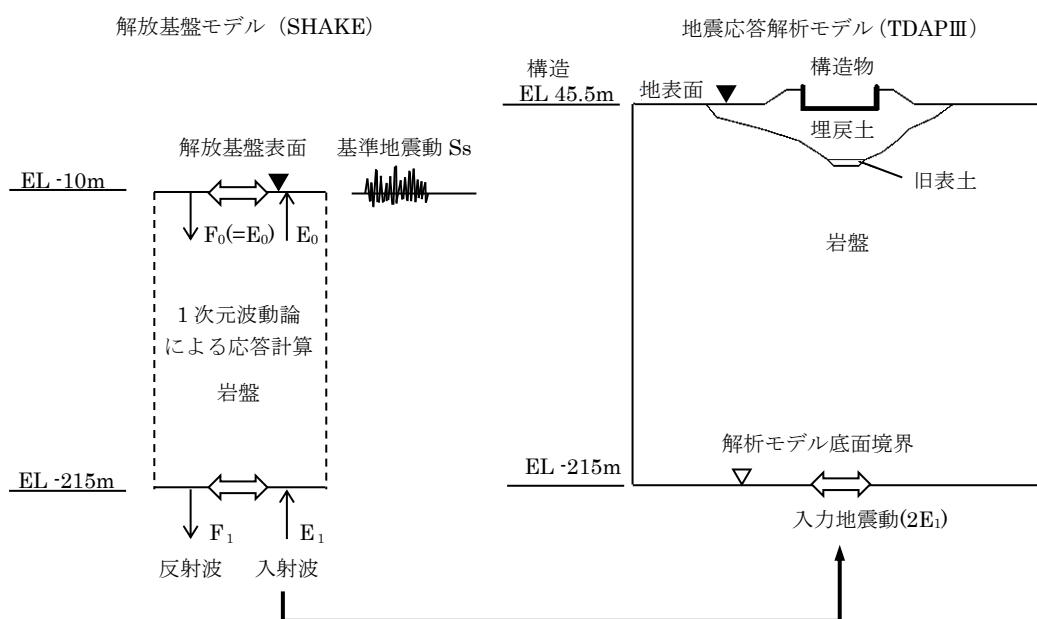 解放基盤モデル (SHAKE)
解放基盤表面
基準地震動 Ss
EL -10m
F₀(=E₀)
E₀
1 次元波動論
による応答計算
岩盤
EL -215m
F₁
E₁
反射波
入射波
地震応答解析モデル(TDAPⅢ)
構造
EL 45.5m
地表面
構造物
埋戻土
旧表土
岩盤
解析モデル底面境界
EL -215m
入力地震動(2E₁)